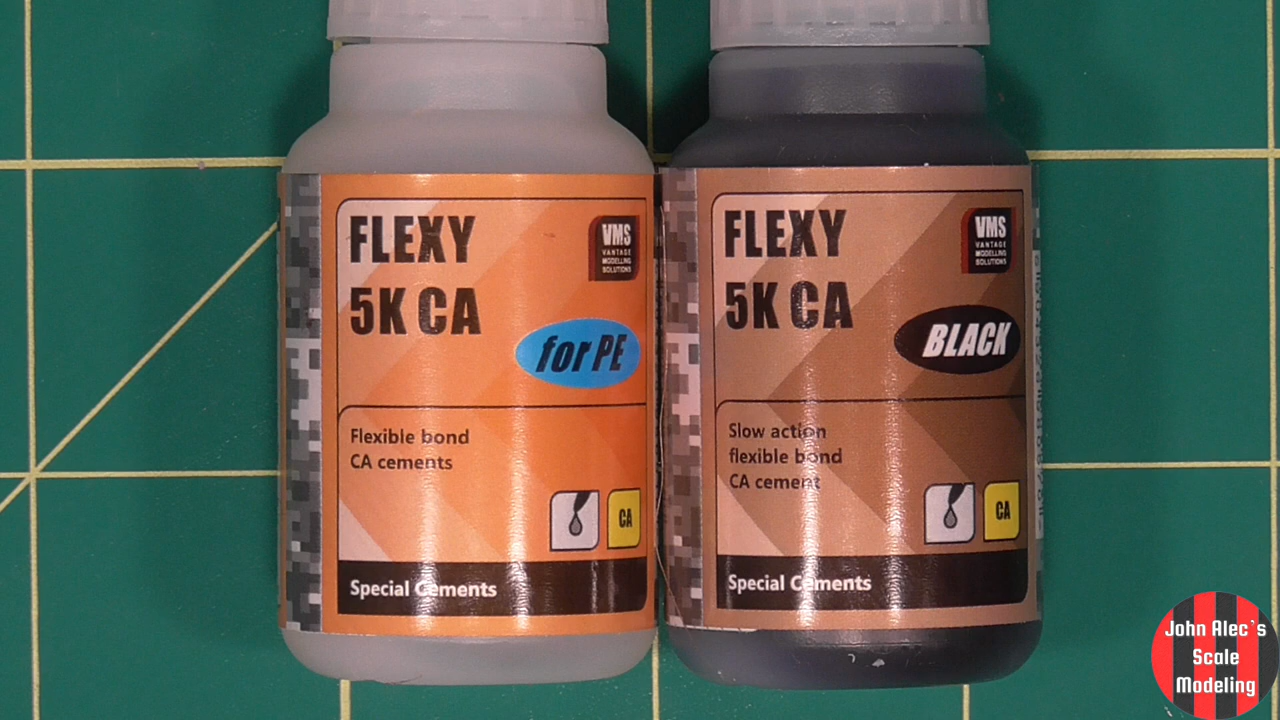 FLEXY
5K CA
VMS
VANTAGE
MODELLING
SOLUTIONS
for PE
Flexible bond
CA cements
CA
Special Cements
FLEXY
5K CA
VMS
VANTAGE
MODELLING
SOLUTIONS
BLACK
Slow action
flexible bond
CA cement
CA
Special Cements
John Alec's
Scale
Modeling